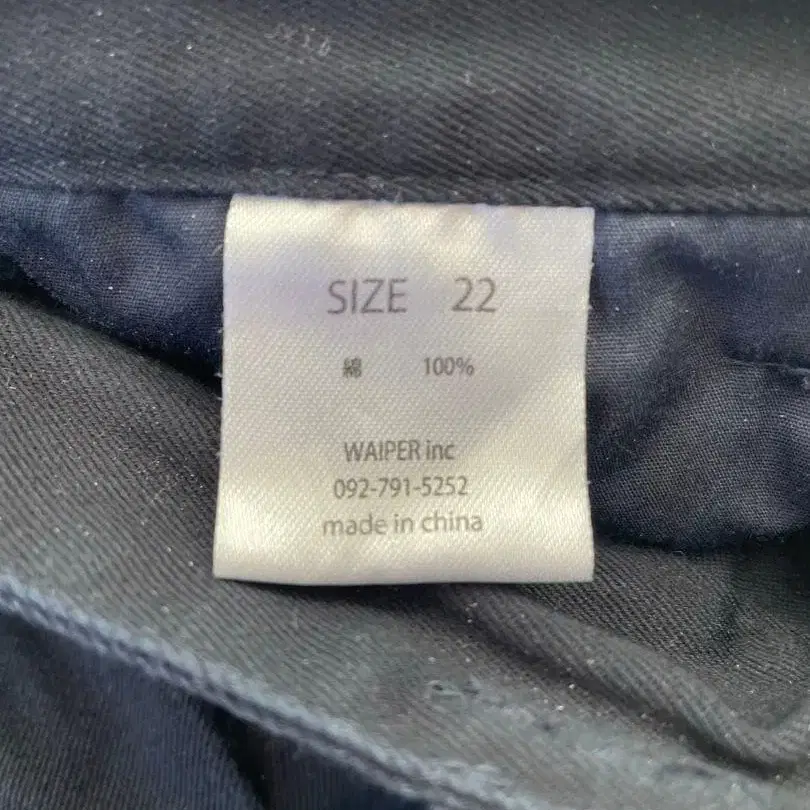 SIZE 22
綿 100%
WAIPER inc
092-791-5252
made in china